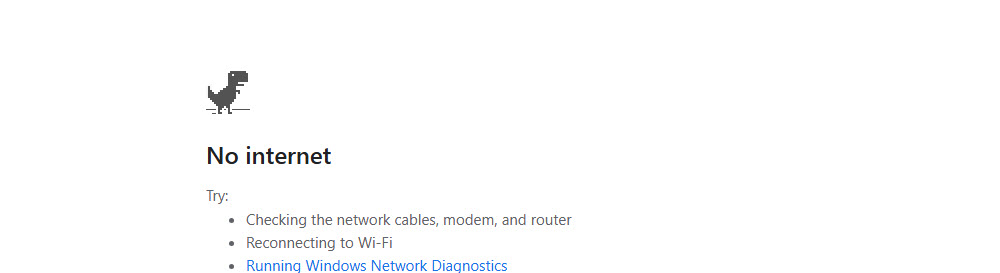 No internet
Try:
• Checking the network cables, modem, and router
• Reconnecting to Wi-Fi
• Running Windows Network Diagnostics